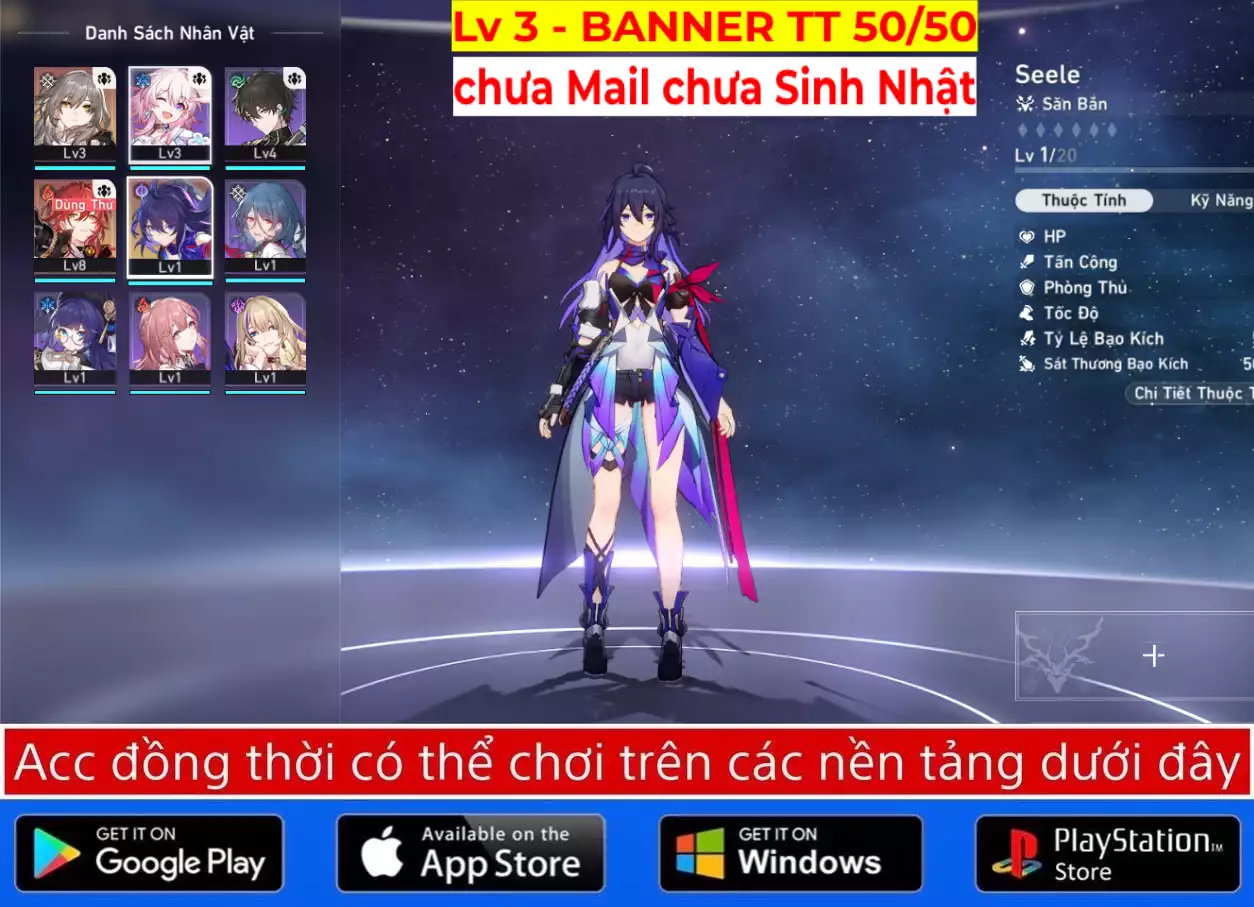 Danh Sách Nhân Vật
Lv 3 - BANNER TT 50/50
chưa Mail chưa Sinh Nhật
Seele
Săn Bắn
Lv 1/20
Thuộc Tính
Kỹ Năng
HP
Tấn Công
Phòng Thủ
Tốc Độ
Tỷ Lệ Bạo Kích
Sát Thương Bạo Kích
Chi Tiết Thuộc
Lv3
Lv3
Lv4
Dùng Thử
Lv8
Lv1
Lv1
Lv1
Lv1
Lv1
Acc đồng thời có thể chơi trên các nền tảng dưới đây
GET IT ON
Google Play
Available on the
App Store
GET IT ON
Windows
PlayStation™
Store